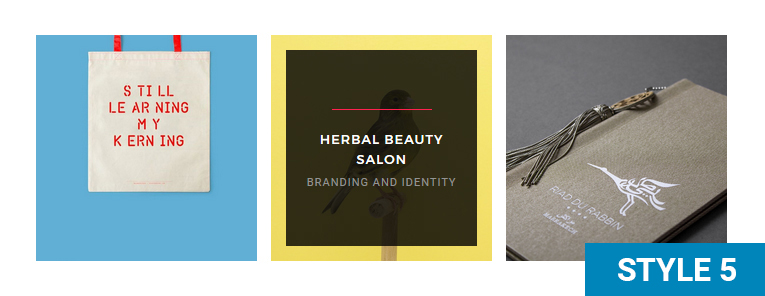 S TI LL
LE AR NING
M Y
K ERN ING
HERBAL BEAUTY
SALON
BRANDING AND IDENTITY
RIAD DU RABBIN
MARRAKECH
STYLE 5